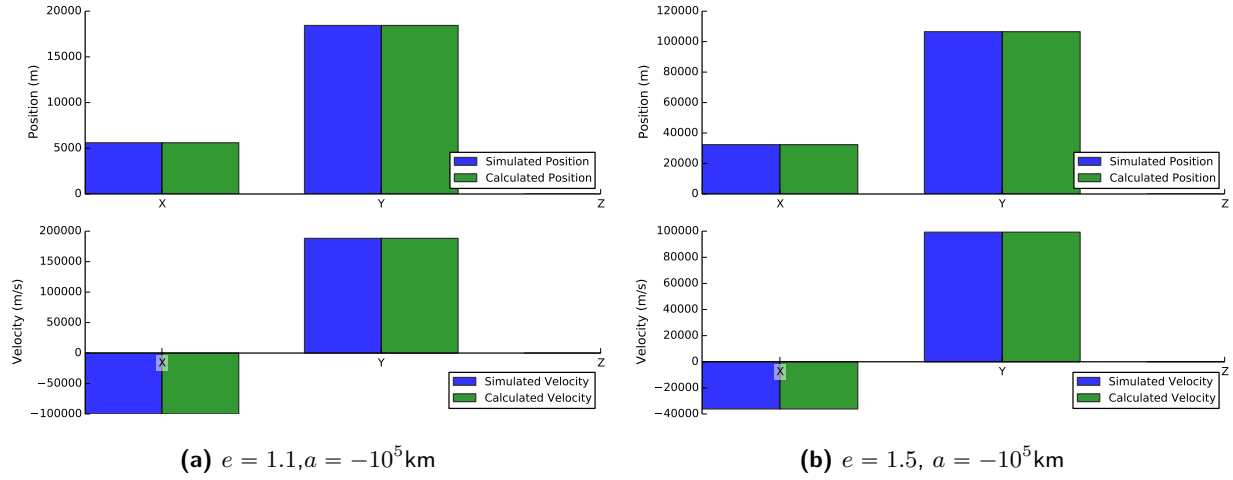 20000
15000
10000
5000
0
Position (m)
X
Y
Z
Simulated Position
Calculated Position
200000
150000
100000
50000
0
−50000
−100000
Velocity (m/s)
X
Y
Z
Simulated Velocity
Calculated Velocity
(a) e = 1.1,a = −10⁵km
120000
100000
80000
60000
40000
20000
0
Position (m)
X
Y
Z
Simulated Position
Calculated Position
100000
80000
60000
40000
20000
0
−20000
−40000
Velocity (m/s)
X
Y
Z
Simulated Velocity
Calculated Velocity
(b) e = 1.5, a = −10⁵km